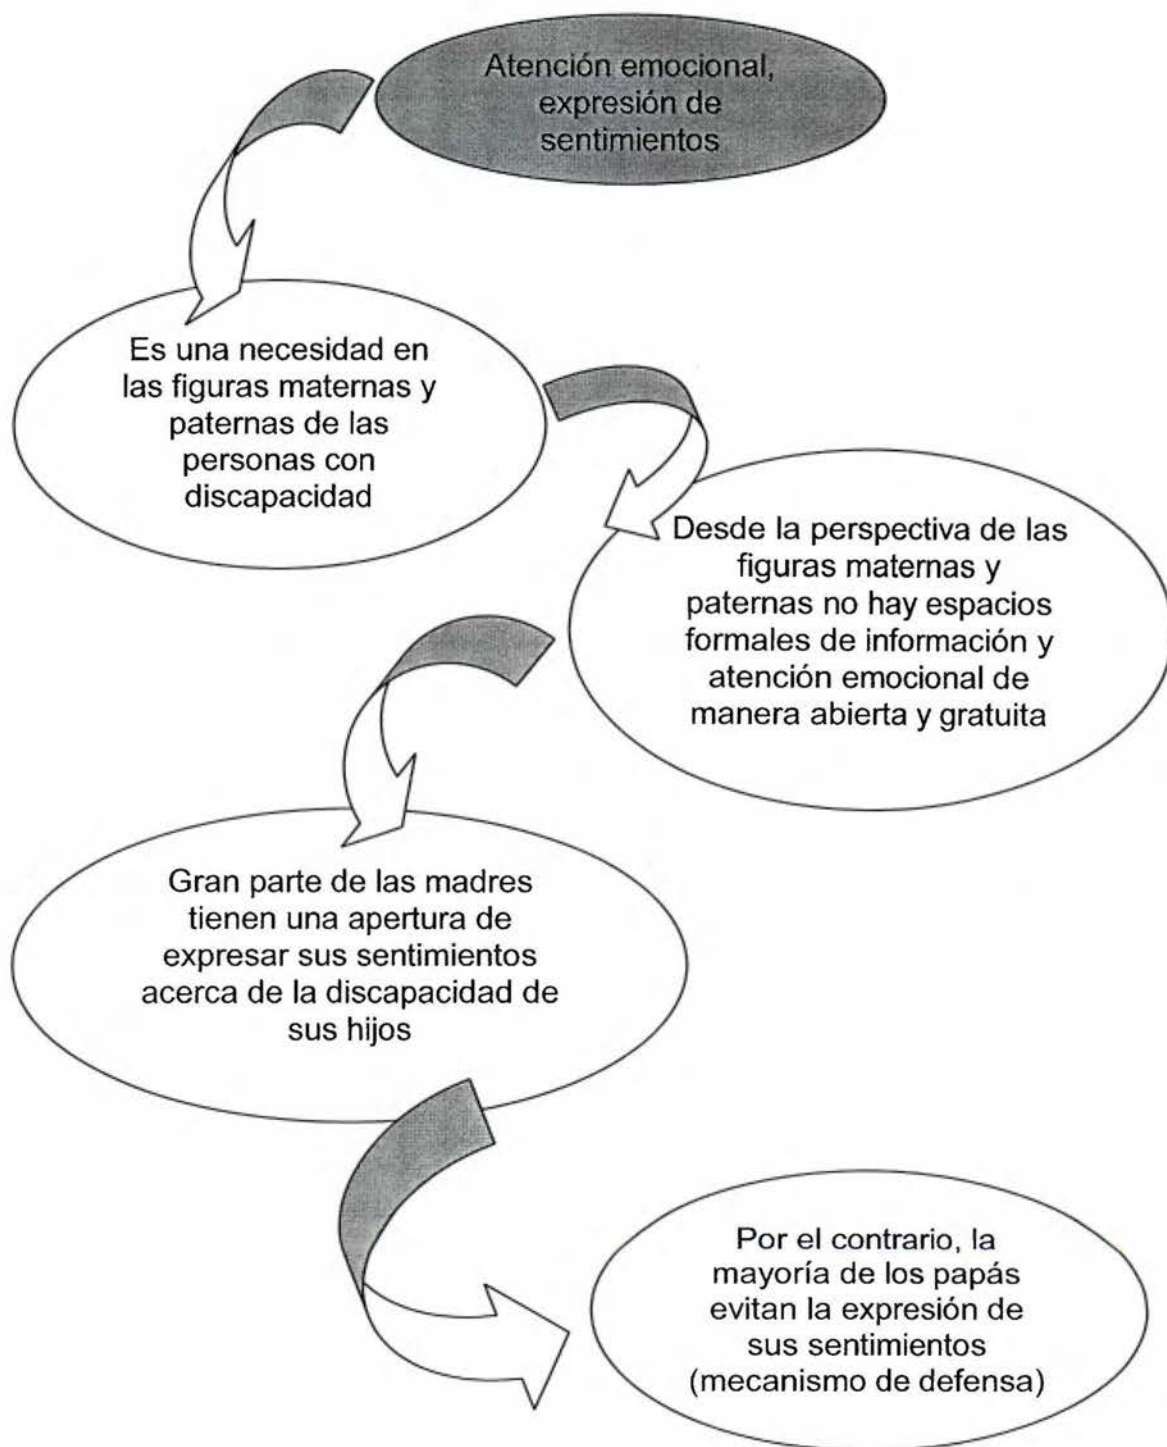 Atención emocional,
expresión de
sentimientos
Es una necesidad en
las figuras maternas y
paternas de las
personas con
discapacidad
Desde la perspectiva de las
figuras maternas y
paternas no hay espacios
formales de información y
atención emocional de
manera abierta y gratuita
Gran parte de las madres
tienen una apertura de
expresar sus sentimientos
acerca de la discapacidad de
sus hijos
Por el contrario, la
mayoría de los papás
evitan la expresión de
sus sentimientos
(mecanismo de defensa)